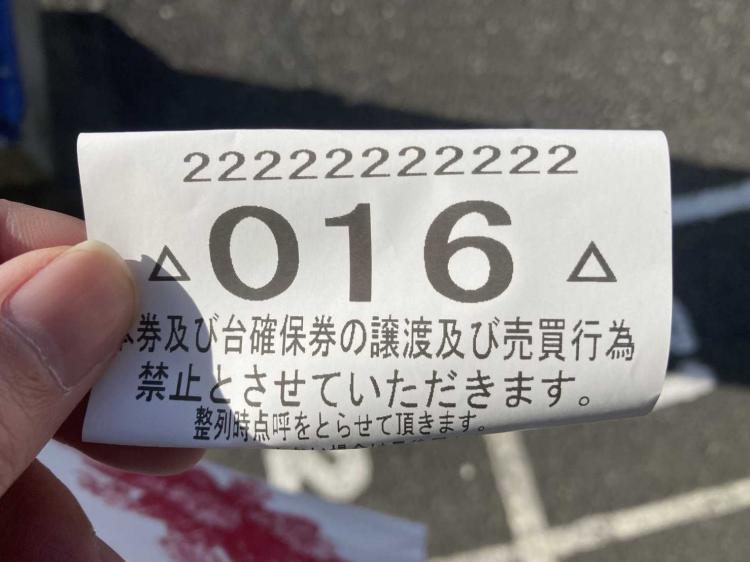 22222222222
△016△
本券及び台確保券の譲渡及び売買行為
禁止とさせていただきます。
整列時点呼をとらせて頂きます。